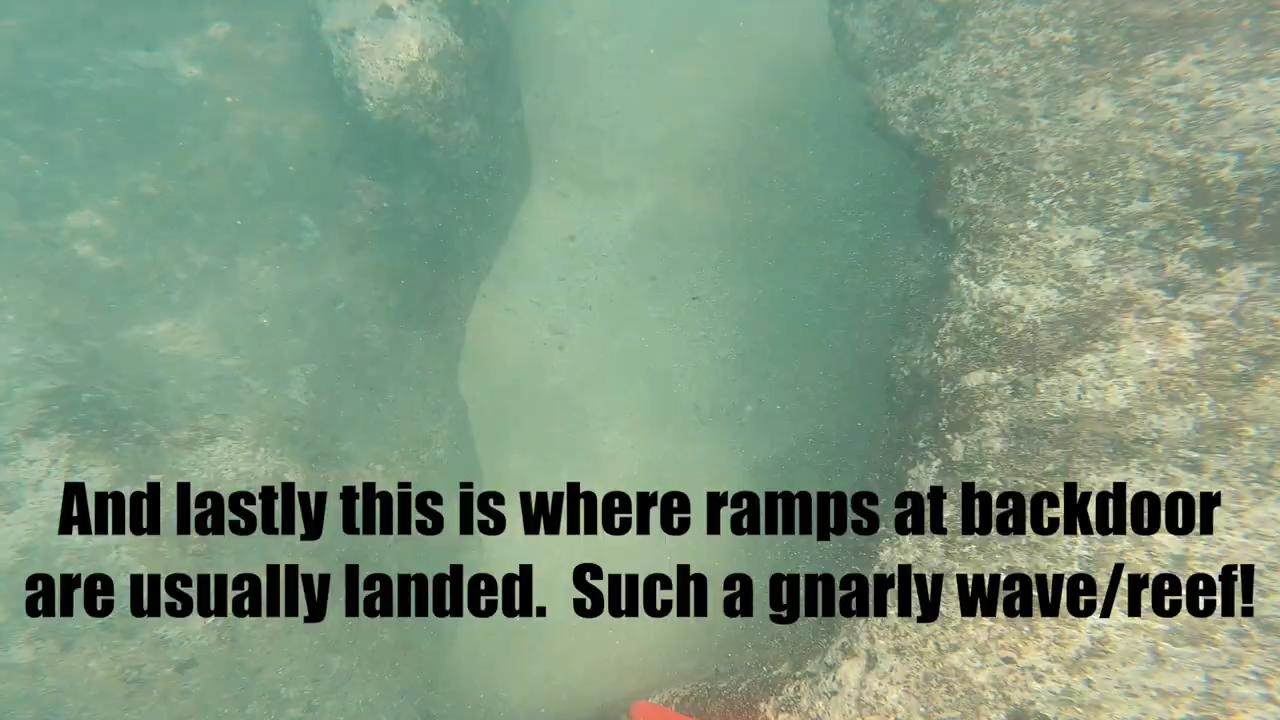 And lastly this is where ramps at backdoor
are usually landed.  Such a gnarly wave/reef!